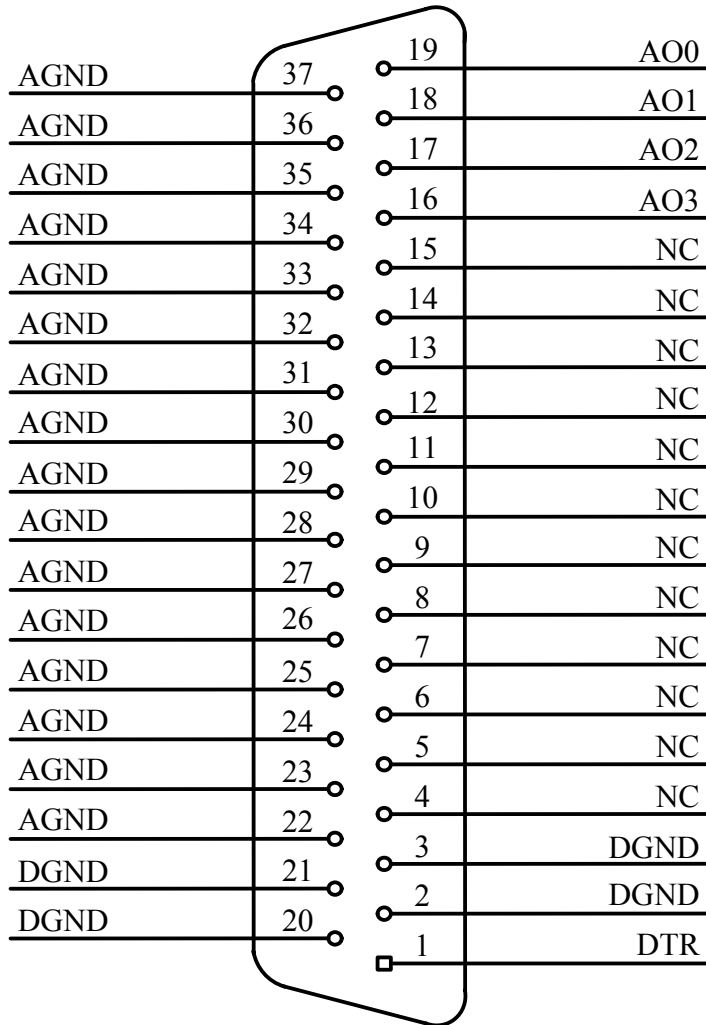 19 AO0
AGND 37
18 AO1
AGND 36
17 AO2
AGND 35
16 AO3
AGND 34
15 NC
AGND 33
14 NC
AGND 32
13 NC
AGND 31
12 NC
AGND 30
11 NC
AGND 29
10 NC
AGND 28
9 NC
AGND 27
8 NC
AGND 26
7 NC
AGND 25
6 NC
AGND 24
5 NC
AGND 23
4 NC
AGND 22
3 DGND
DGND 21
2 DGND
DGND 20
1 DTR